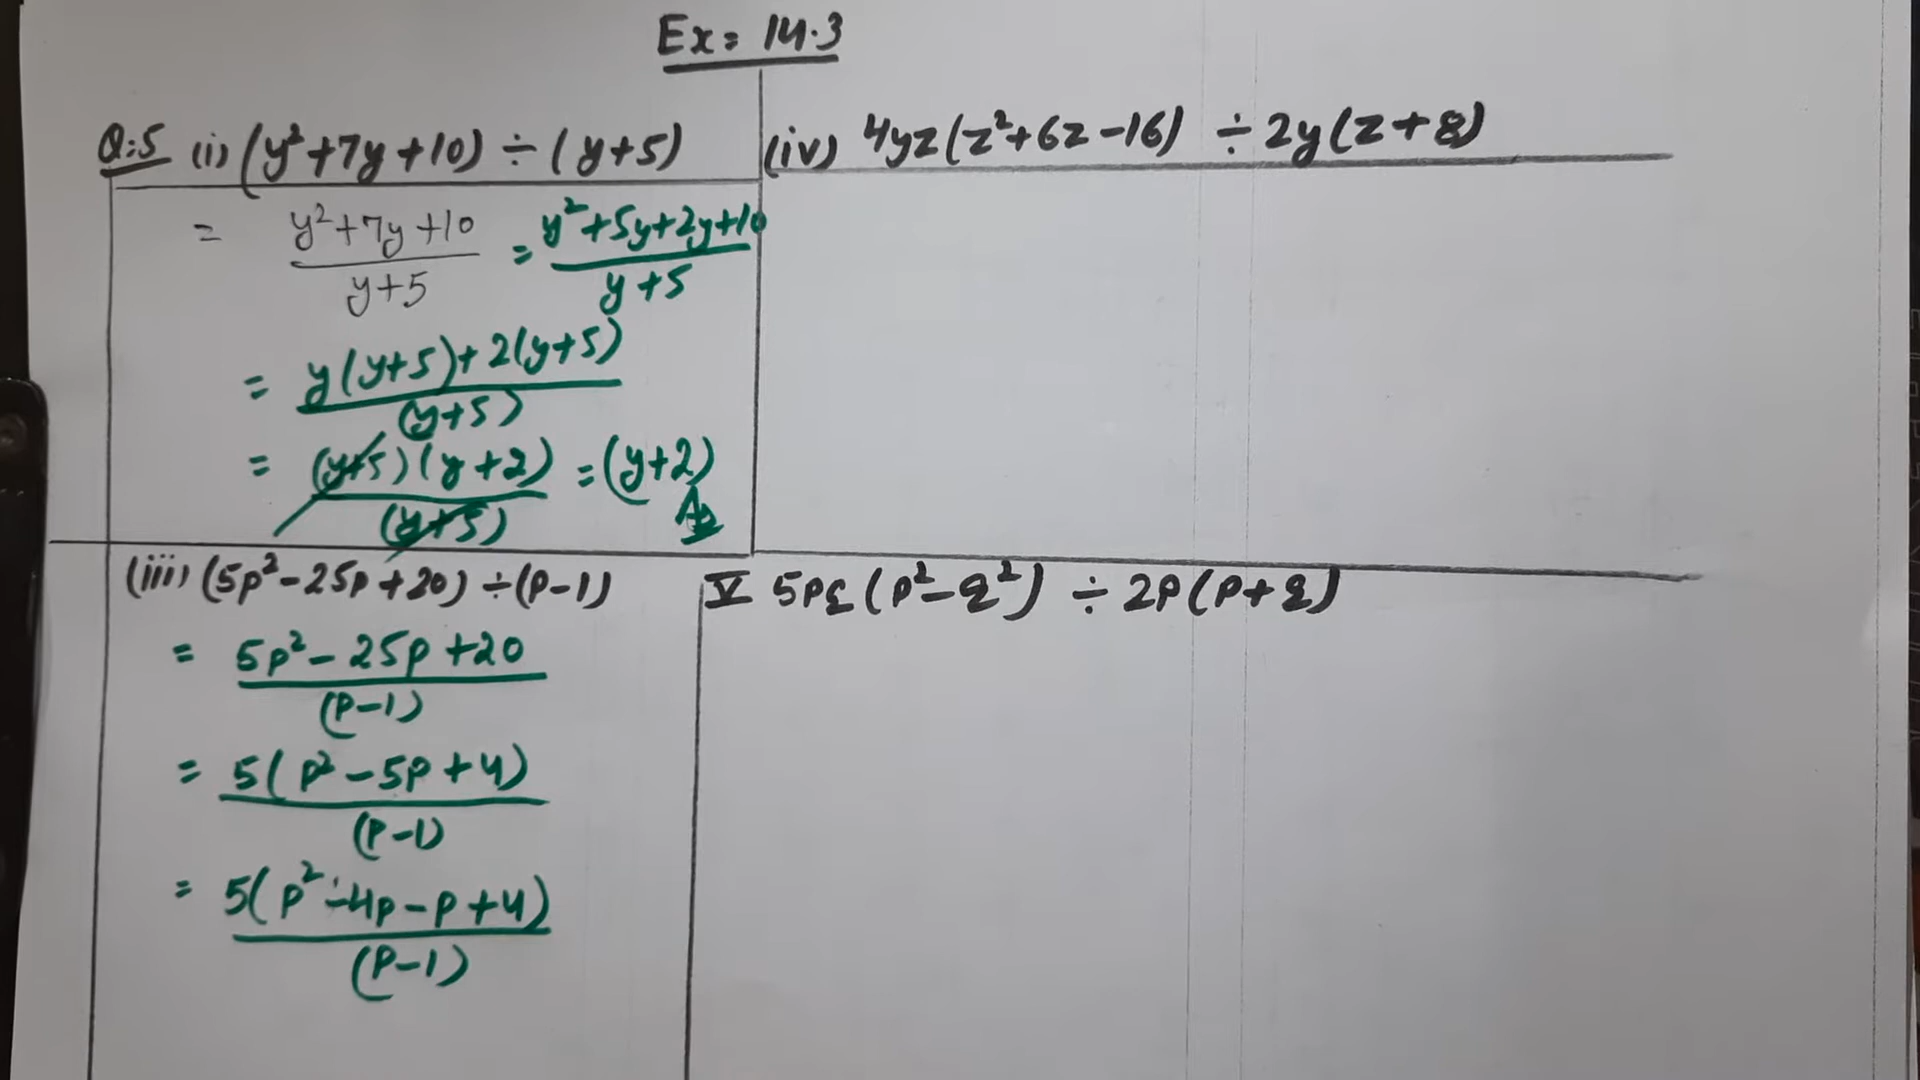 Ex= 14.3
Q:5 (i) (y²+7y+10) ÷ (y+5)
= y²+7y+10 / y+5 = y²+5y+2y+10 / y+5
= y(y+5)+2(y+5) / (y+5)
= (y+5)(y+2) / (y+5) = (y+2)
(iv) 4yz(z²+6z-16) ÷ 2y(z+8)
(iii) (5p²-25p+20) ÷ (p-1)
= 5p²-25p+20 / (p-1)
= 5(p²-5p+4) / (p-1)
= 5(p²-4p-p+4) / (p-1)
V 5pq(p²-q²) ÷ 2p(p+q)